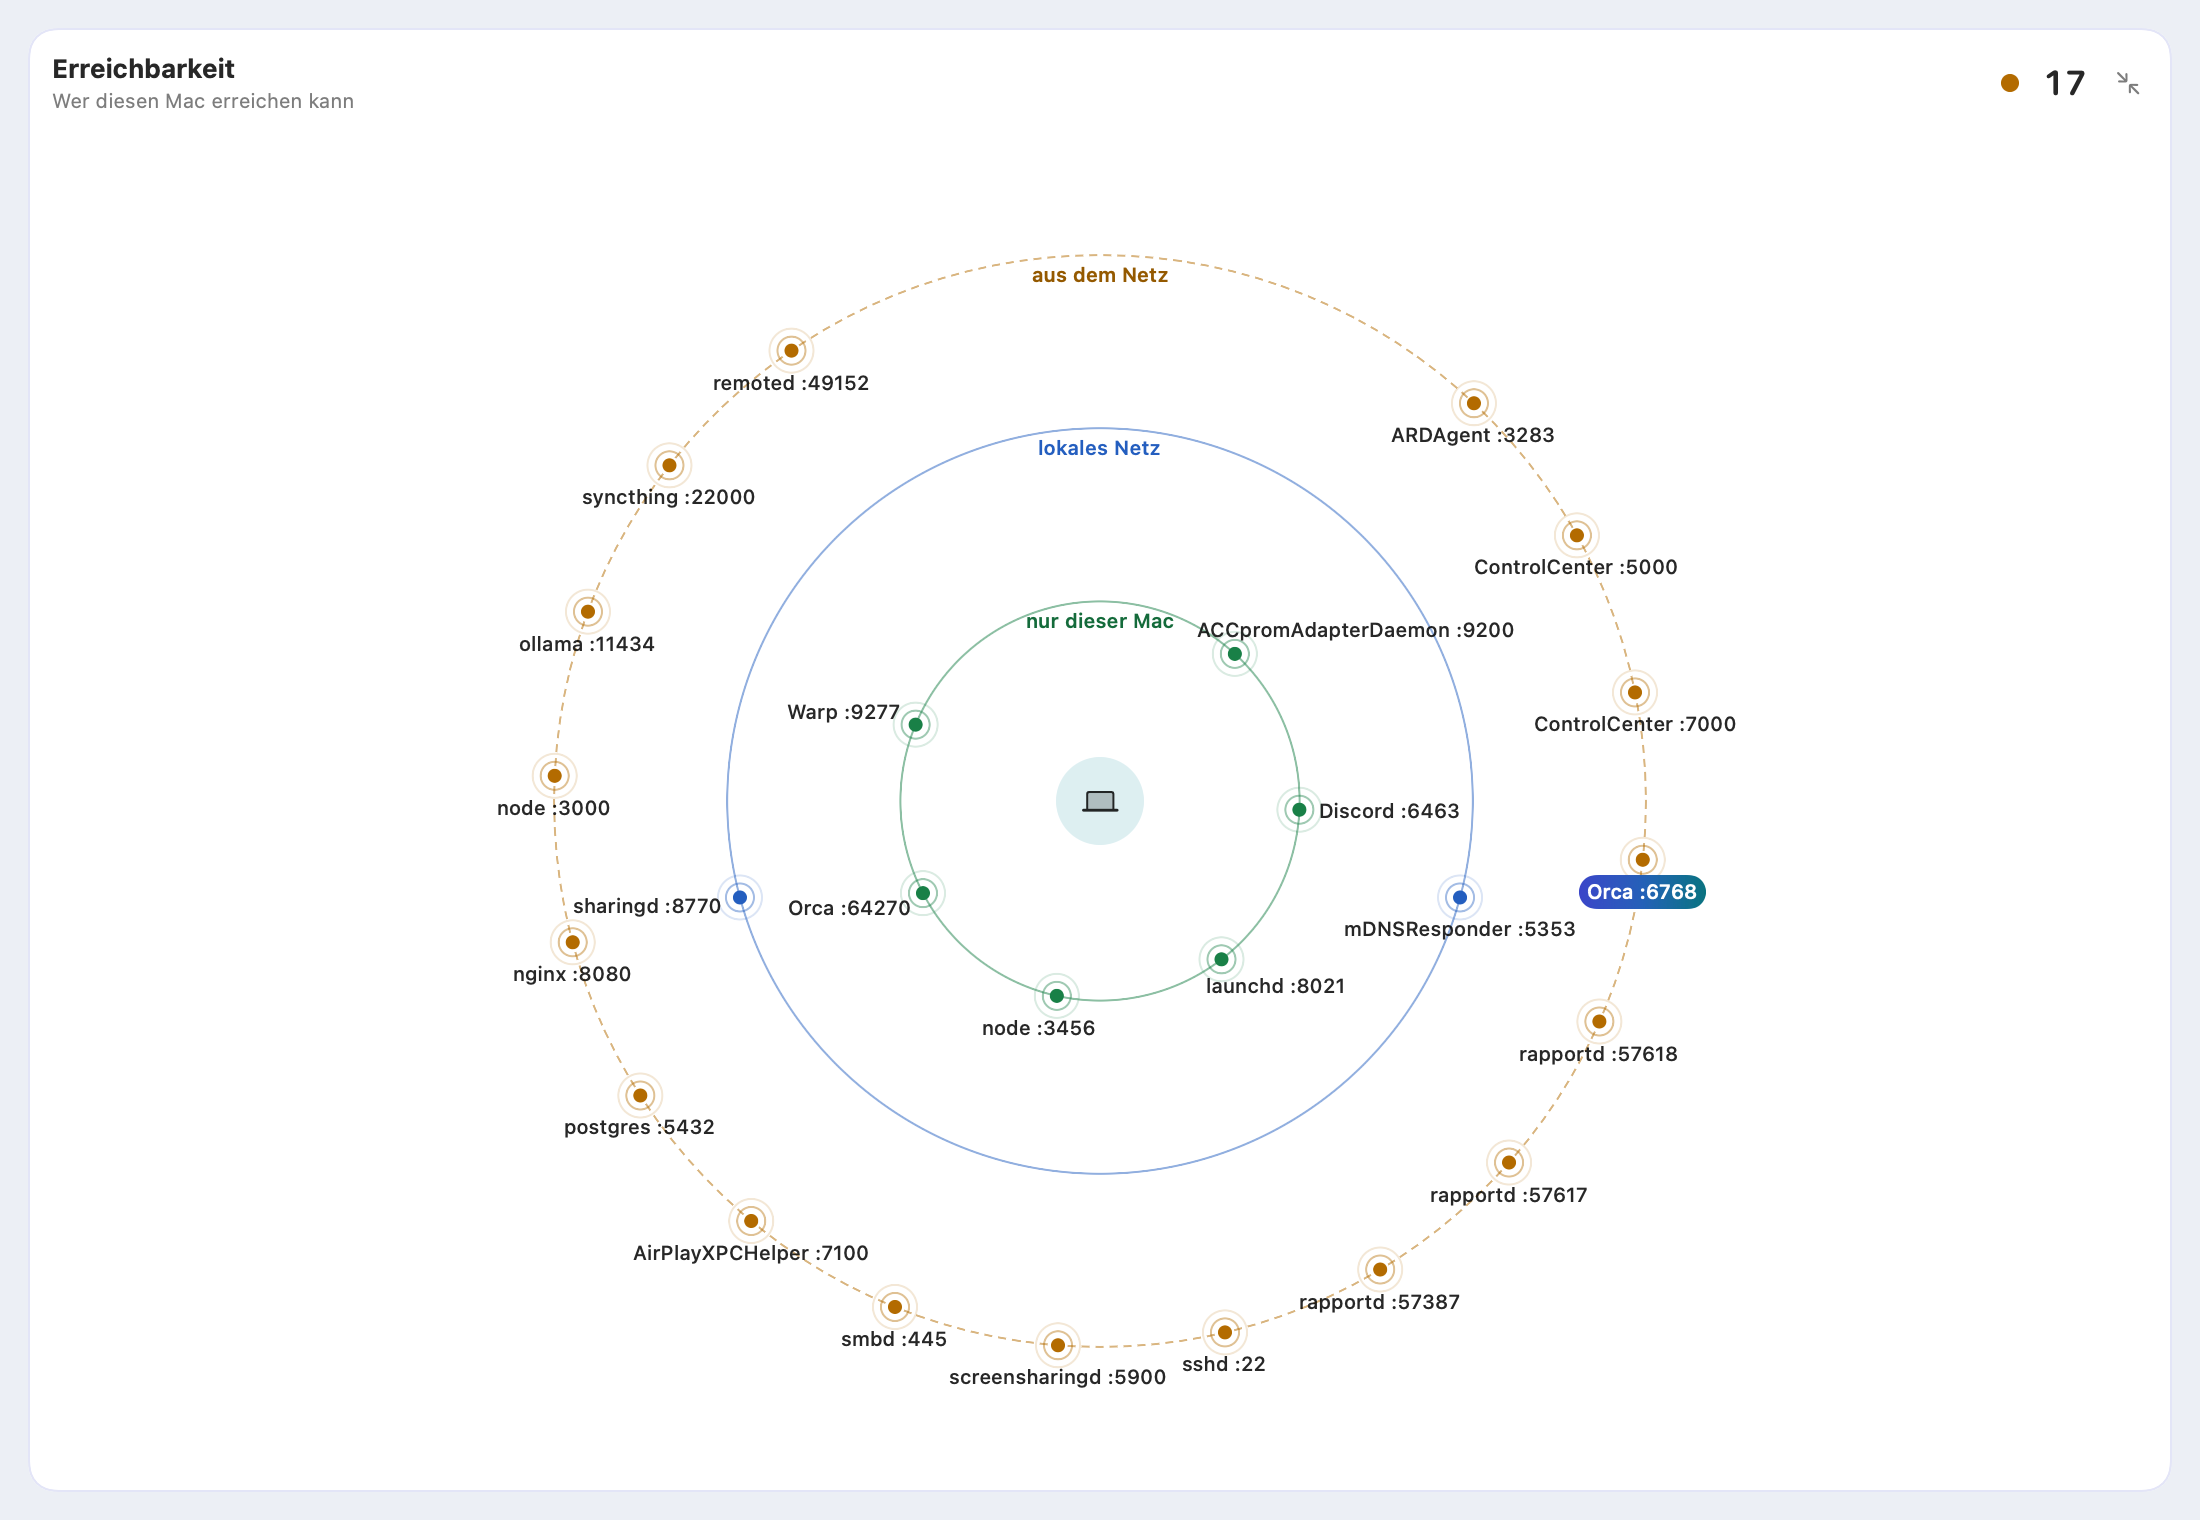 Erreichbarkeit
Wer diesen Mac erreichen kann
17
aus dem Netz
remoted :49152
ARDAgent :3283
lokales Netz
syncthing :22000
ControlCenter :5000
nur dieser Mac
ACCpromAdapterDaemon :9200
ollama :11434
Warp :9277
ControlCenter :7000
node :3000
Discord :6463
Orca :6768
sharingd :8770
Orca :64270
mDNSResponder :5353
nginx :8080
launchd :8021
node :3456
rapportd :57618
postgres :5432
rapportd :57617
AirPlayXPCHelper :7100
rapportd :57387
smbd :445
sshd :22
screensharingd :5900